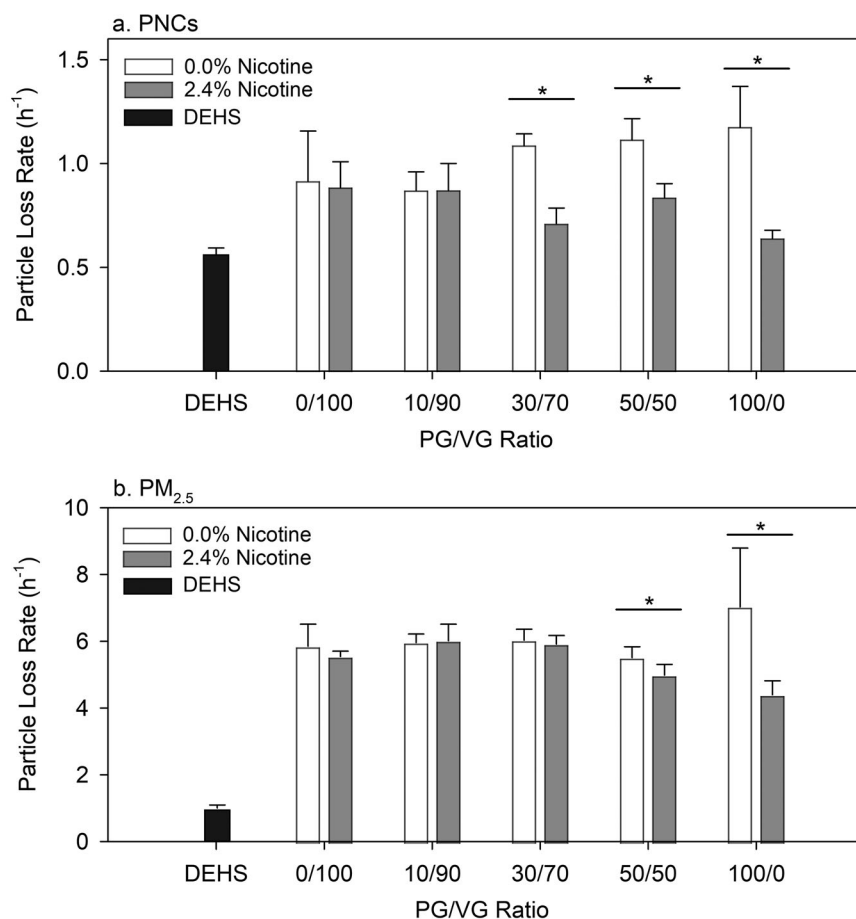 a. PNCs
1.5
1.0
0.5
0.0
Particle Loss Rate (h⁻¹)
0.0% Nicotine
2.4% Nicotine
DEHS
*
*
*
DEHS
0/100
10/90
30/70
50/50
100/0
PG/VG Ratio
b. PM₂.₅
10
8
6
4
2
0
Particle Loss Rate (h⁻¹)
0.0% Nicotine
2.4% Nicotine
DEHS
*
*
DEHS
0/100
10/90
30/70
50/50
100/0
PG/VG Ratio